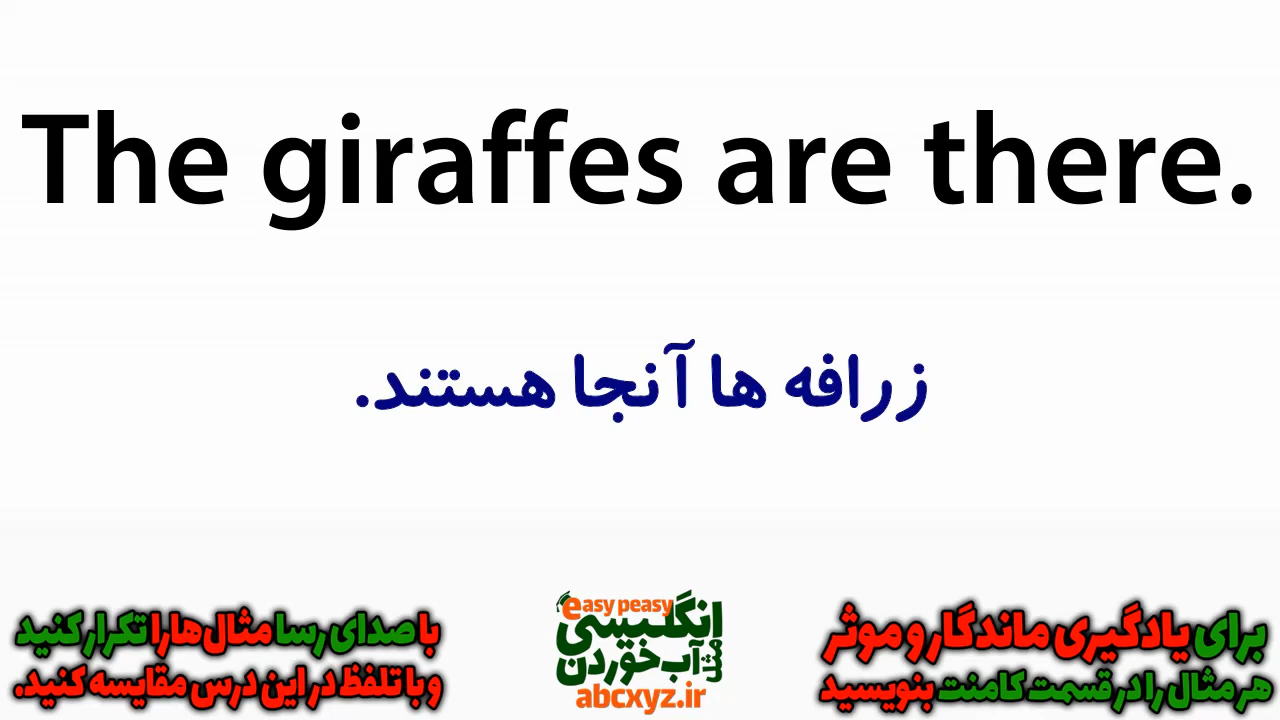 The giraffes are there.
زرافه ها آنجا هستند.
برای یادگیری ماندگار و موثر
هر مثال را در قسمت کامنت بنویسید
easy peasy
انگلیسی
مثل آب خوردن
abcxyz.ir
با صدای رسا مثال‌ها را تکرار کنید
و با تلفظ در این درس مقایسه کنید.